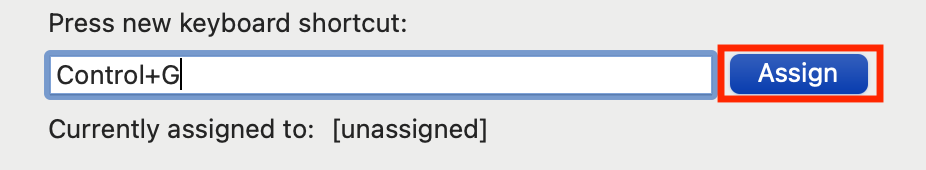 Press new keyboard shortcut:
Control+G Assign
Currently assigned to: [unassigned]